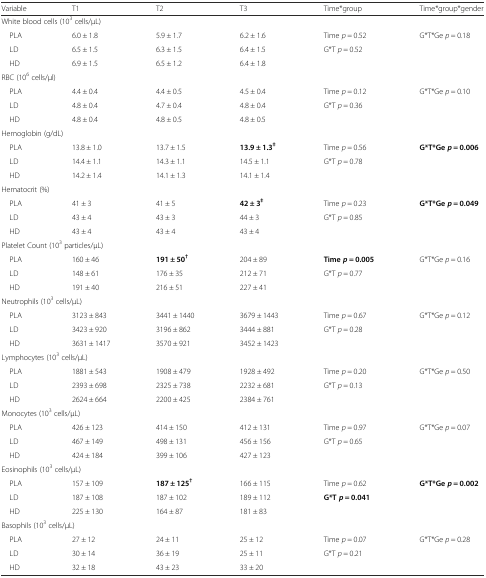 Variable T1 T2 T3 Time*group Time*group*gender
White blood cells (10³ cells/μL)
PLA 6.0 ± 1.8 5.9 ± 1.7 6.2 ± 1.6 Time p = 0.52 G*T*Ge p = 0.18
LD 6.5 ± 1.5 6.3 ± 1.5 6.4 ± 1.5 G*T p = 0.52
HD 6.9 ± 1.5 6.5 ± 1.2 6.4 ± 1.8
RBC (10⁶ cells/μl)
PLA 4.4 ± 0.4 4.4 ± 0.5 4.5 ± 0.4 Time p = 0.12 G*T*Ge p = 0.10
LD 4.8 ± 0.4 4.7 ± 0.4 4.8 ± 0.4 G*T p = 0.36
HD 4.8 ± 0.4 4.8 ± 0.5 4.8 ± 0.5
Hemoglobin (g/dL)
PLA 13.8 ± 1.0 13.7 ± 1.5 13.9 ± 1.3‡ Time p = 0.56 G*T*Ge p = 0.006
LD 14.4 ± 1.1 14.3 ± 1.1 14.5 ± 1.1 G*T p = 0.78
HD 14.2 ± 1.4 14.1 ± 1.3 14.1 ± 1.4
Hematocrit (%)
PLA 41 ± 3 41 ± 5 42 ± 3‡ Time p = 0.23 G*T*Ge p = 0.049
LD 43 ± 4 43 ± 3 44 ± 3 G*T p = 0.85
HD 43 ± 4 43 ± 4 43 ± 4
Platelet Count (10³ particles/μL)
PLA 160 ± 46 191 ± 50† 204 ± 89 Time p = 0.005 G*T*Ge p = 0.16
LD 148 ± 61 176 ± 35 212 ± 71 G*T p = 0.77
HD 191 ± 40 216 ± 51 227 ± 41
Neutrophils (10³ cells/μL)
PLA 3123 ± 843 3441 ± 1440 3679 ± 1443 Time p = 0.67 G*T*Ge p = 0.12
LD 3423 ± 920 3196 ± 862 3444 ± 881 G*T p = 0.28
HD 3631 ± 1417 3570 ± 921 3452 ± 1423
Lymphocytes (10³ cells/μL)
PLA 1881 ± 543 1908 ± 479 1928 ± 492 Time p = 0.20 G*T*Ge p = 0.50
LD 2393 ± 698 2325 ± 738 2232 ± 681 G*T p = 0.13
HD 2624 ± 664 2200 ± 425 2384 ± 761
Monocytes (10³ cells/μL)
PLA 426 ± 123 414 ± 150 412 ± 131 Time p = 0.97 G*T*Ge p = 0.07
LD 467 ± 149 498 ± 131 456 ± 156 G*T p = 0.65
HD 424 ± 184 399 ± 106 427 ± 123
Eosinophils (10³ cells/μL)
PLA 157 ± 109 187 ± 125† 166 ± 115 Time p = 0.62 G*T*Ge p = 0.002
LD 187 ± 108 187 ± 102 189 ± 112 G*T p = 0.041
HD 225 ± 130 164 ± 87 181 ± 83
Basophils (10³ cells/μL)
PLA 27 ± 12 24 ± 11 25 ± 12 Time p = 0.07 G*T*Ge p = 0.28
LD 30 ± 14 36 ± 19 25 ± 11 G*T p = 0.21
HD 32 ± 18 43 ± 23 33 ± 20